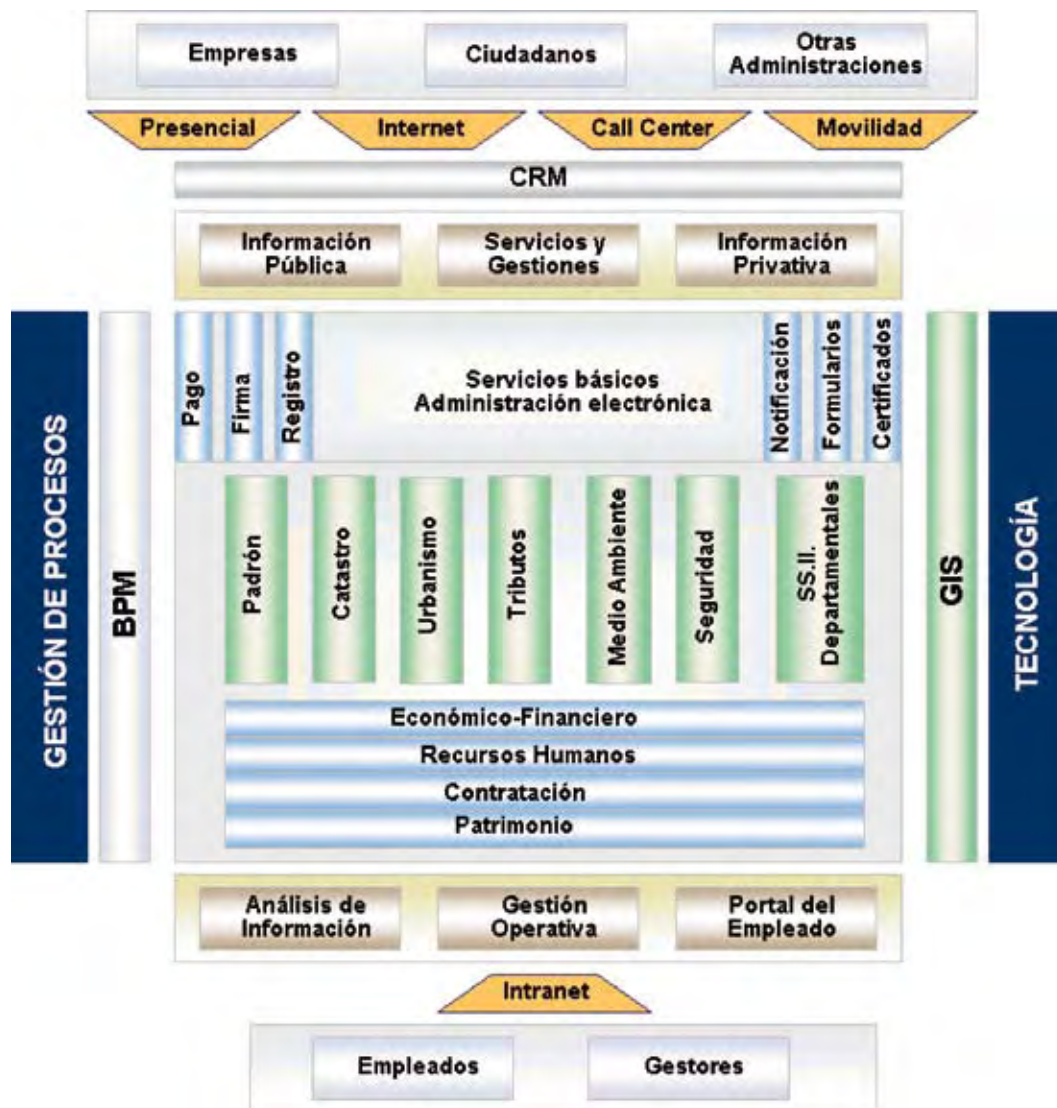 Empresas
Ciudadanos
Otras
Administraciones
Presencial
Internet
Call Center
Movilidad
CRM
Información
Pública
Servicios y
Gestiones
Información
Privativa
GESTIÓN DE PROCESOS
BPM
Pago
Firma
Registro
Servicios básicos
Administración electrónica
Notificación
Formularios
Certificados
Padrón
Catastro
Urbanismo
Tributos
Medio Ambiente
Seguridad
SS.II.
Departamentales
GIS
TECNOLOGÍA
Económico-Financiero
Recursos Humanos
Contratación
Patrimonio
Análisis de
Información
Gestión
Operativa
Portal del
Empleado
Intranet
Empleados
Gestores